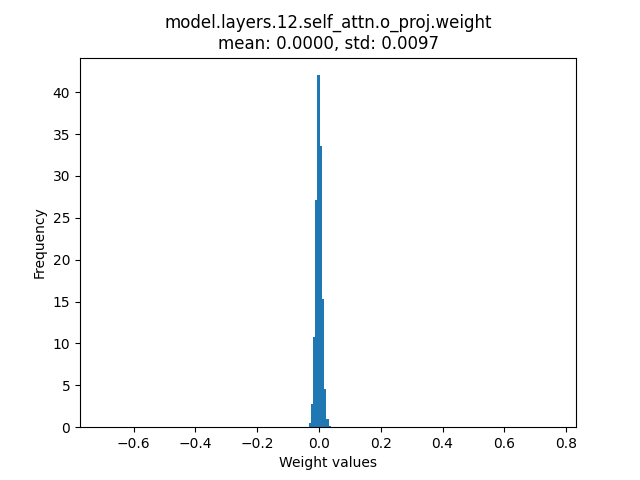 model.layers.12.self_attn.o_proj.weight
mean: 0.0000, std: 0.0097
40
35
30
25
20
15
10
5
0
Frequency
−0.6 −0.4 −0.2 0.0 0.2 0.4 0.6 0.8
Weight values